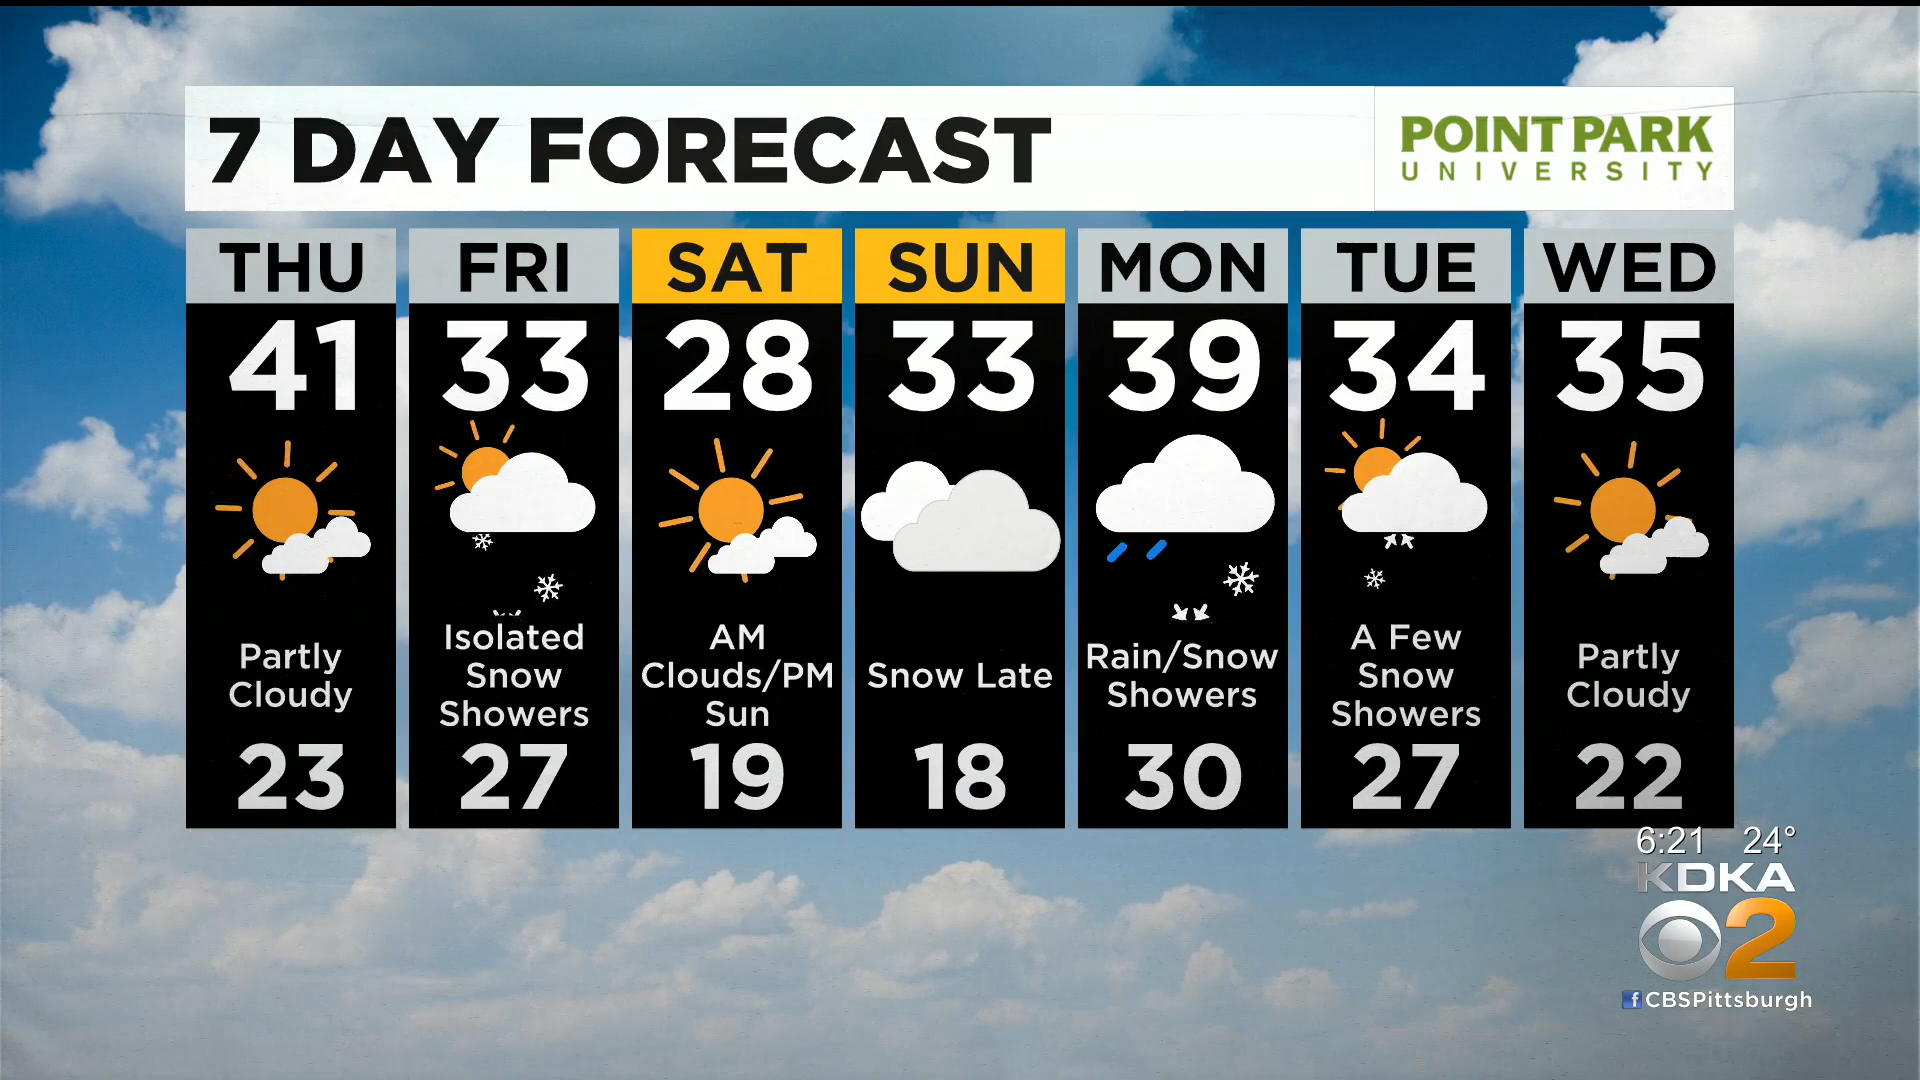 7 DAY FORECAST
POINT PARK
UNIVERSITY
THU
41
Partly
Cloudy
23
FRI
33
Isolated
Snow
Showers
27
SAT
28
AM
Clouds/PM
Sun
19
SUN
33
Snow Late
18
MON
39
Rain/Snow
Showers
30
TUE
34
A Few
Snow
Showers
27
WED
35
Partly
Cloudy
22
6:21 24°
KDKA
2
f CBSPittsburgh